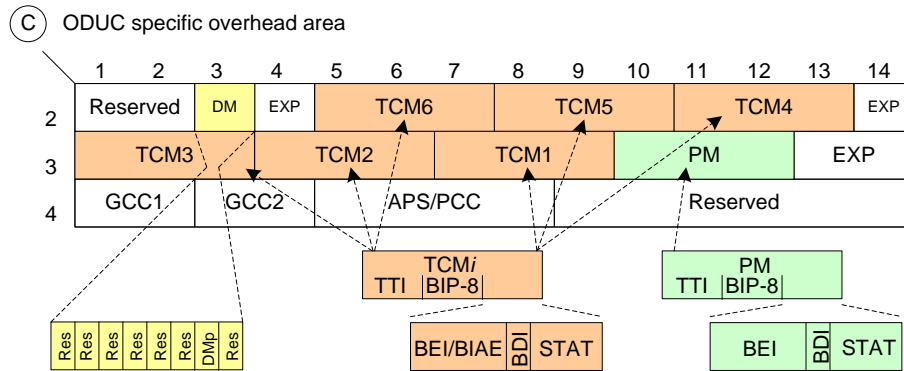 C ODUC specific overhead area
1 2 3 4 5 6 7 8 9 10 11 12 13 14
2 Reserved DM EXP TCM6 TCM5 TCM4 EXP
3 TCM3 TCM2 TCM1 PM EXP
4 GCC1 GCC2 APS/PCC Reserved
TCMi PM
TTI BIP-8 TTI BIP-8
Res Res Res Res Res Res DMp Res BEI/BIAE BDI STAT BEI BDI STAT